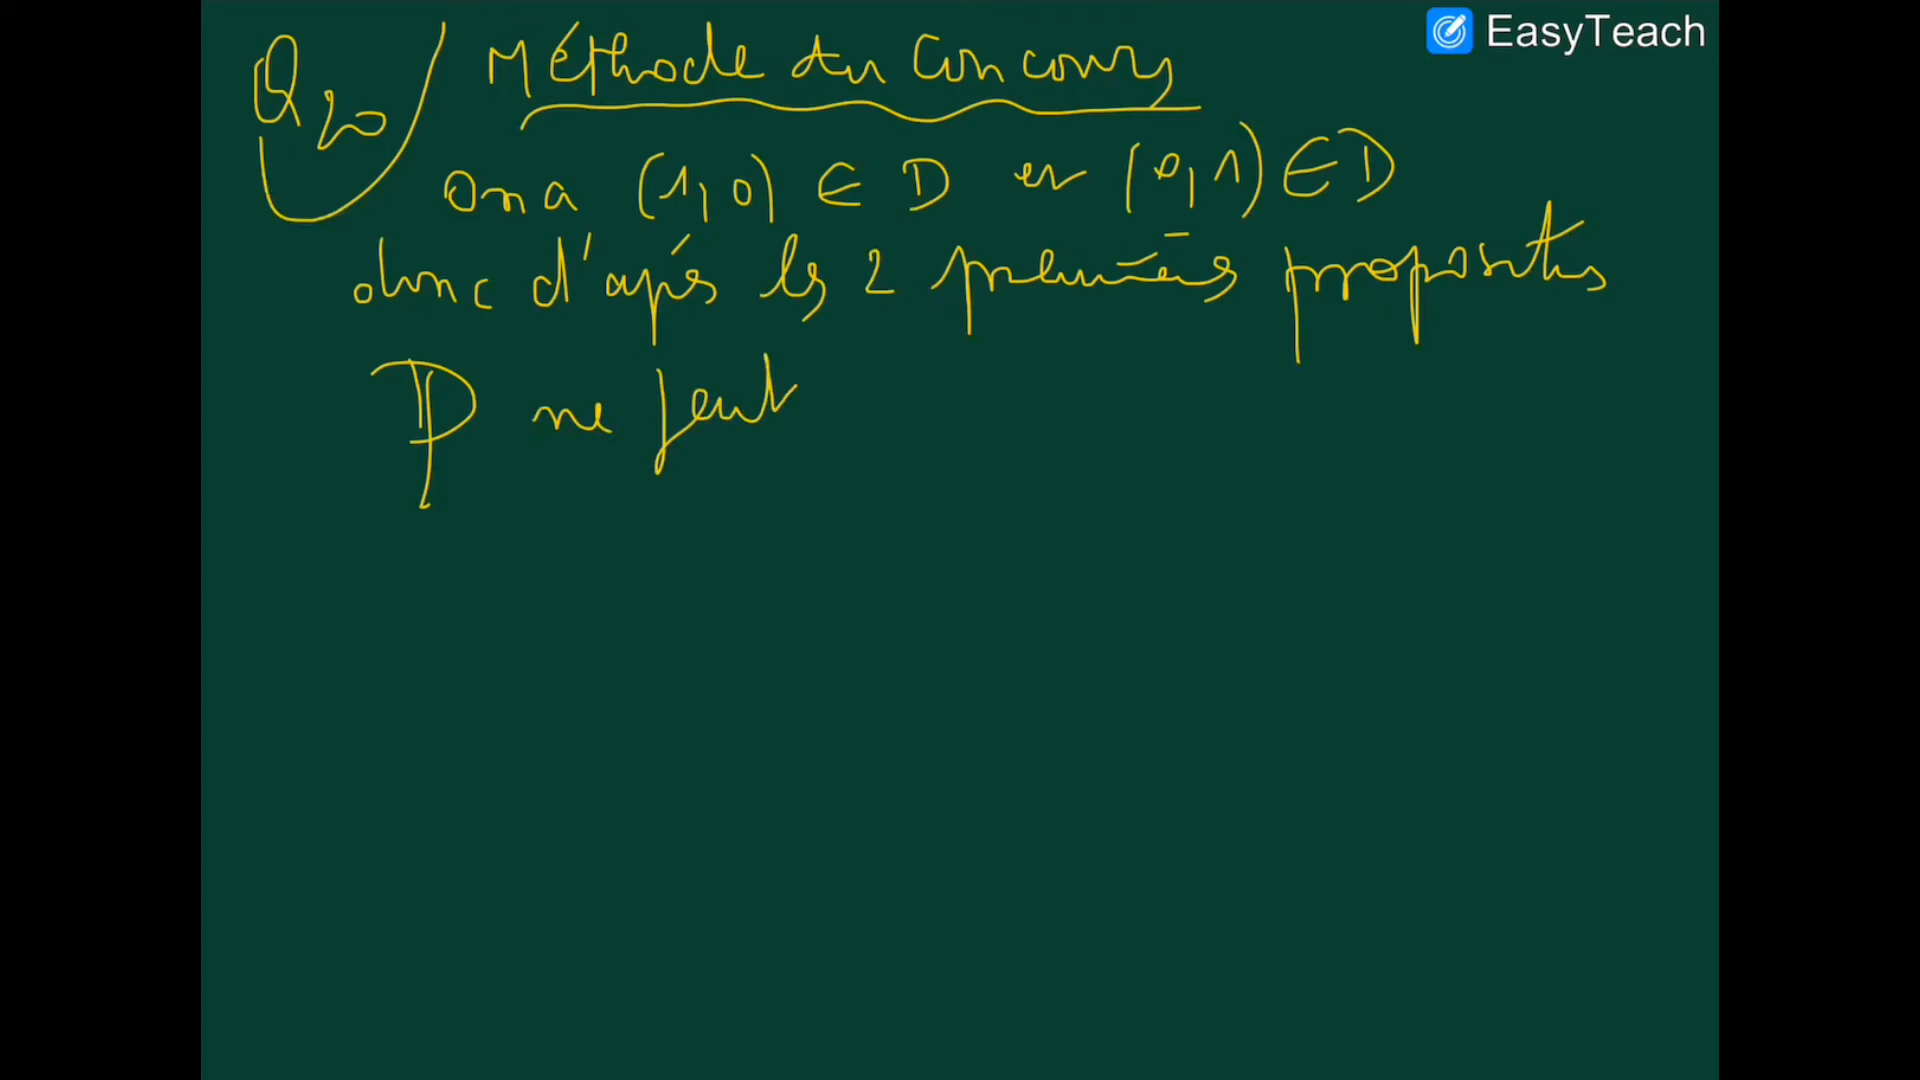 EasyTeach
Q20 Méthode du Concours
On a (1,0) ∈ D et (0,1) ∈ D
donc d'après les 2 premières propositions
P ne peut